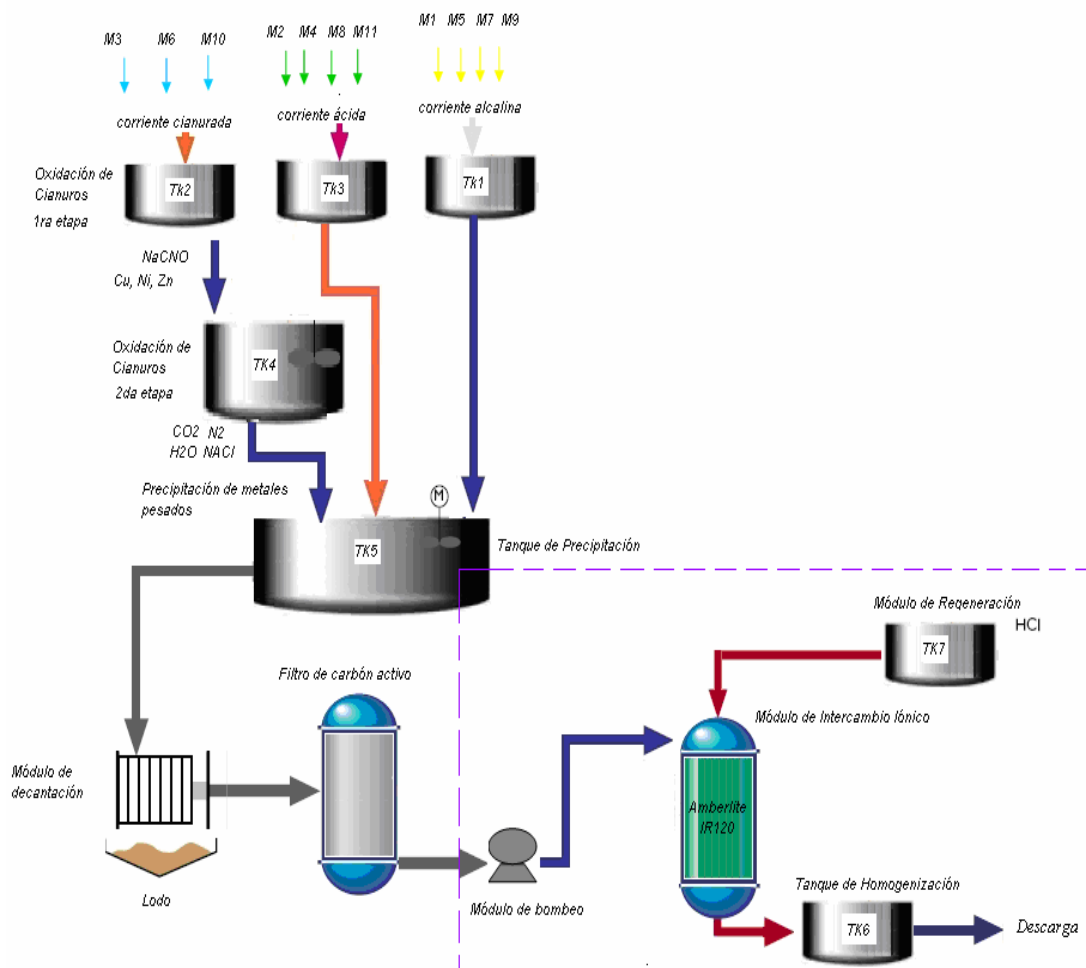 M3 M6 M10
M2 M4 M8 M11
M1 M5 M7 M9
corriente cianurada
corriente ácida
corriente alcalina
Oxidación de
Cianuros
1ra etapa
Tk2
Tk3
Tk1
NaCNO
Cu, Ni, Zn
Oxidación de
Cianuros
2da etapa
TK4
CO2 N2
H2O NACl
Precipitación de metales
pesados
M
TK5
Tanque de Precipitación
Módulo de Regeneración
HCl
TK7
Filtro de carbón activo
Módulo de Intercambio Iónico
Módulo de
decantación
Amberlite
IR120
Lodo
Módulo de bombeo
Tanque de Homogenización
TK6
Descarga